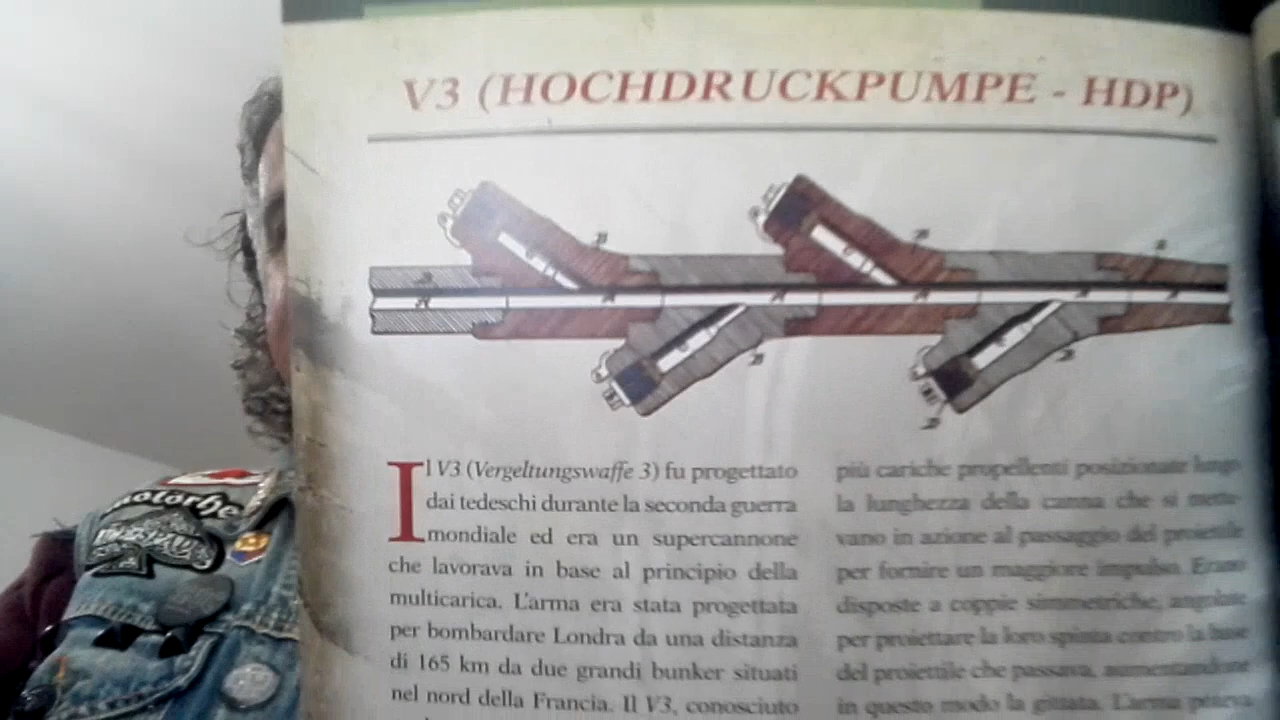 V3 (HOCHDRUCKPUMPE - HDP)
Il V3 (Vergeltungswaffe 3) fu progettato
dai tedeschi durante la seconda guerra
mondiale ed era un supercannone
che lavorava in base al principio della
multicarica. L'arma era stata progettata
per bombardare Londra da una distanza
di 165 km da due grandi bunker situati
nel nord della Francia. Il V3, conosciuto
più cariche propellenti posizionate lungo
la lunghezza della canna che si mette-
vano in azione al passaggio del proiettile
per fornire un maggiore impulso. Erano
disposte a coppie simmetriche, angolate
per proiettare la loro spinta contro la base
del proiettile che passava, aumentandone
in questo modo la gittata. L'arma poteva
motorhe